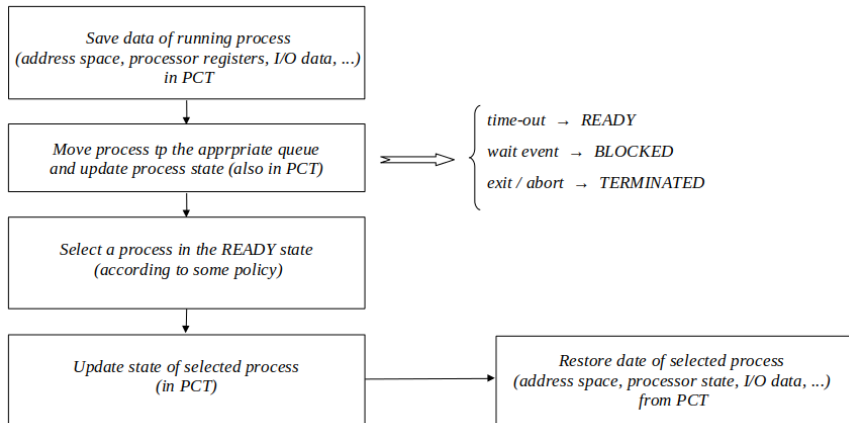 Save data of running process
(address space, processor registers, I/O data, ...)
in PCT
Move process tp the apprpriate queue
and update process state (also in PCT)
time-out → READY
wait event → BLOCKED
exit / abort → TERMINATED
Select a process in the READY state
(according to some policy)
Update state of selected process
(in PCT)
Restore date of selected process
(address space, processor state, I/O data, ...)
from PCT